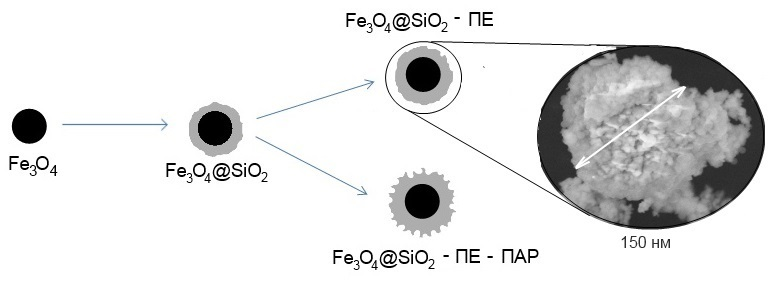 Fe3O4@SiO2 - ПЕ
Fe3O4
Fe3O4@SiO2
150 нм
Fe3O4@SiO2 - ПЕ - ПАР